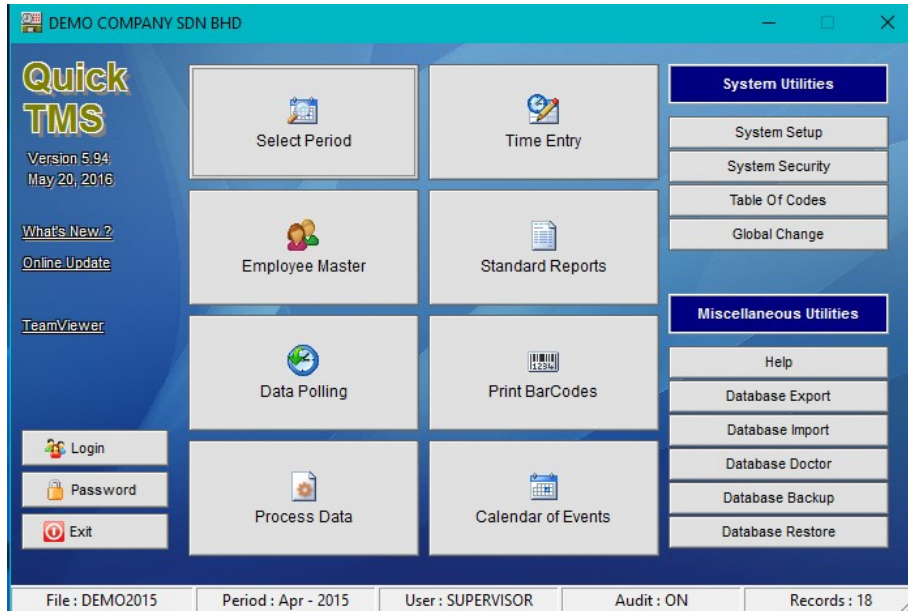 DEMO COMPANY SDN BHD
Quick
TMS
Version 5.94
May 20, 2016
What's New ?
Online Update
TeamViewer
Login
Password
Exit
Select Period
Time Entry
Employee Master
Standard Reports
Data Polling
1234
Print BarCodes
Process Data
Calendar of Events
System Utilities
System Setup
System Security
Table Of Codes
Global Change
Miscellaneous Utilities
Help
Database Export
Database Import
Database Doctor
Database Backup
Database Restore
File : DEMO2015
Period : Apr - 2015
User : SUPERVISOR
Audit : ON
Records : 18